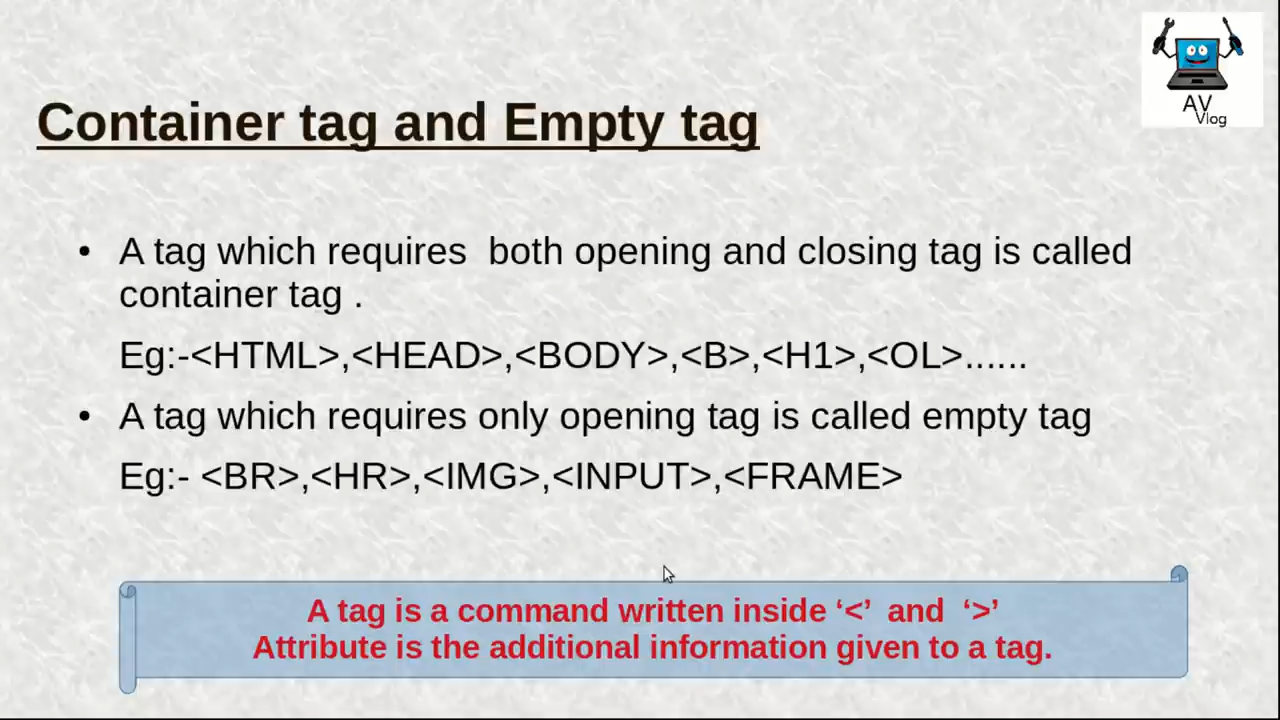 AV
Vlog
Container tag and Empty tag
• A tag which requires  both opening and closing tag is called
container tag .
Eg:-<HTML>,<HEAD>,<BODY>,<B>,<H1>,<OL>......
• A tag which requires only opening tag is called empty tag
Eg:- <BR>,<HR>,<IMG>,<INPUT>,<FRAME>
A tag is a command written inside ‘<’  and  ‘>’
Attribute is the additional information given to a tag.